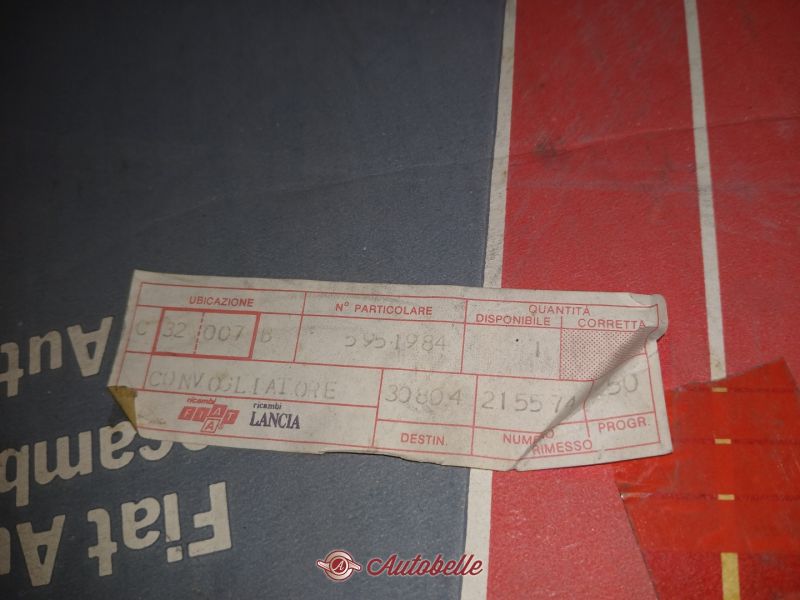 UBICAZIONE N° PARTICOLARE QUANTITÀ
DISPONIBILE CORRETTA
C 32 007 B 5951984 1
CONVOGLIATORE 30804 215574 50
ricambi FIAT ricambi LANCIA
DESTIN. NUMERO RIMESSO PROGR.
Fiat Au
Aut
Autobelle